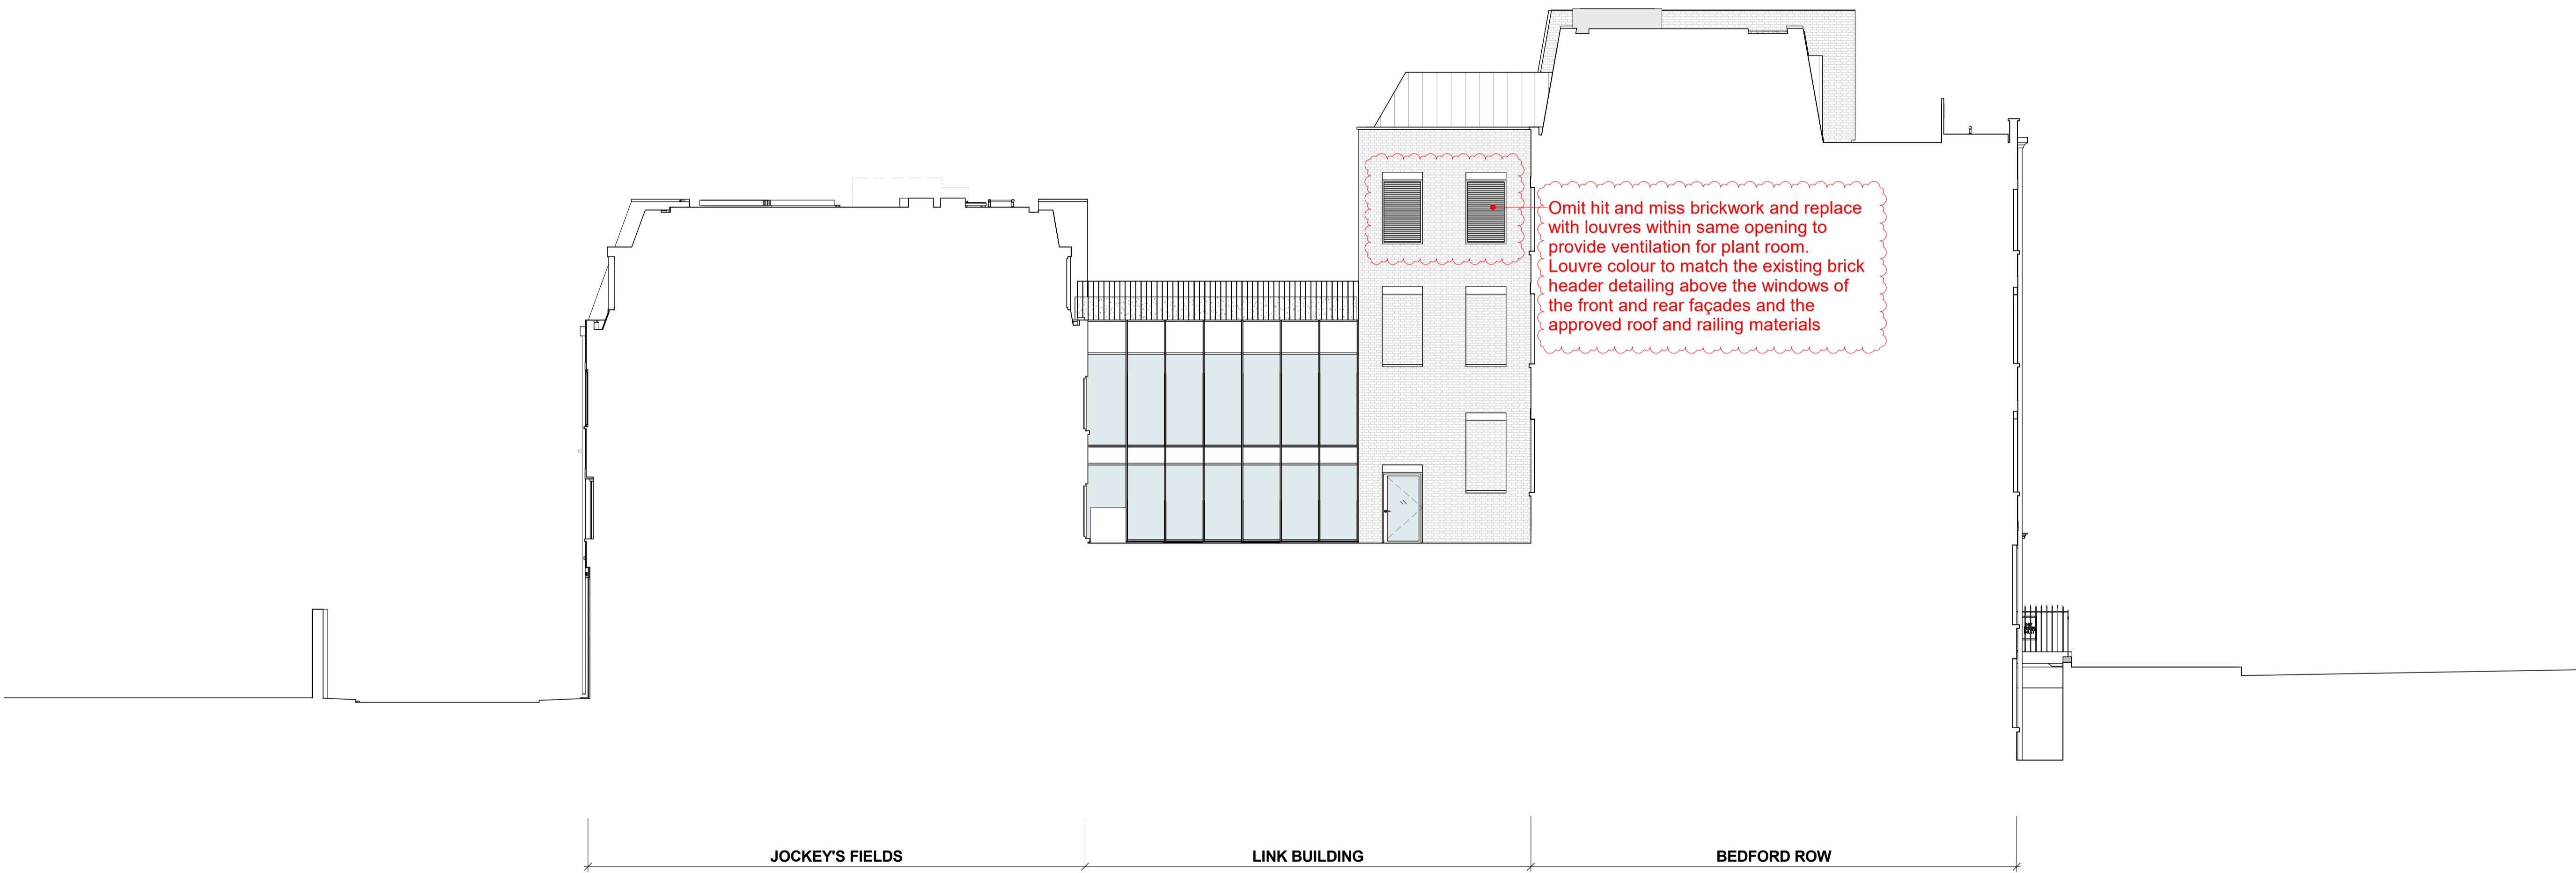 Omit hit and miss brickwork and replace
with louvres within same opening to
provide ventilation for plant room.
Louvre colour to match the existing brick
header detailing above the windows of
the front and rear façades and the
approved roof and railing materials
JOCKEY'S FIELDS
LINK BUILDING
BEDFORD ROW